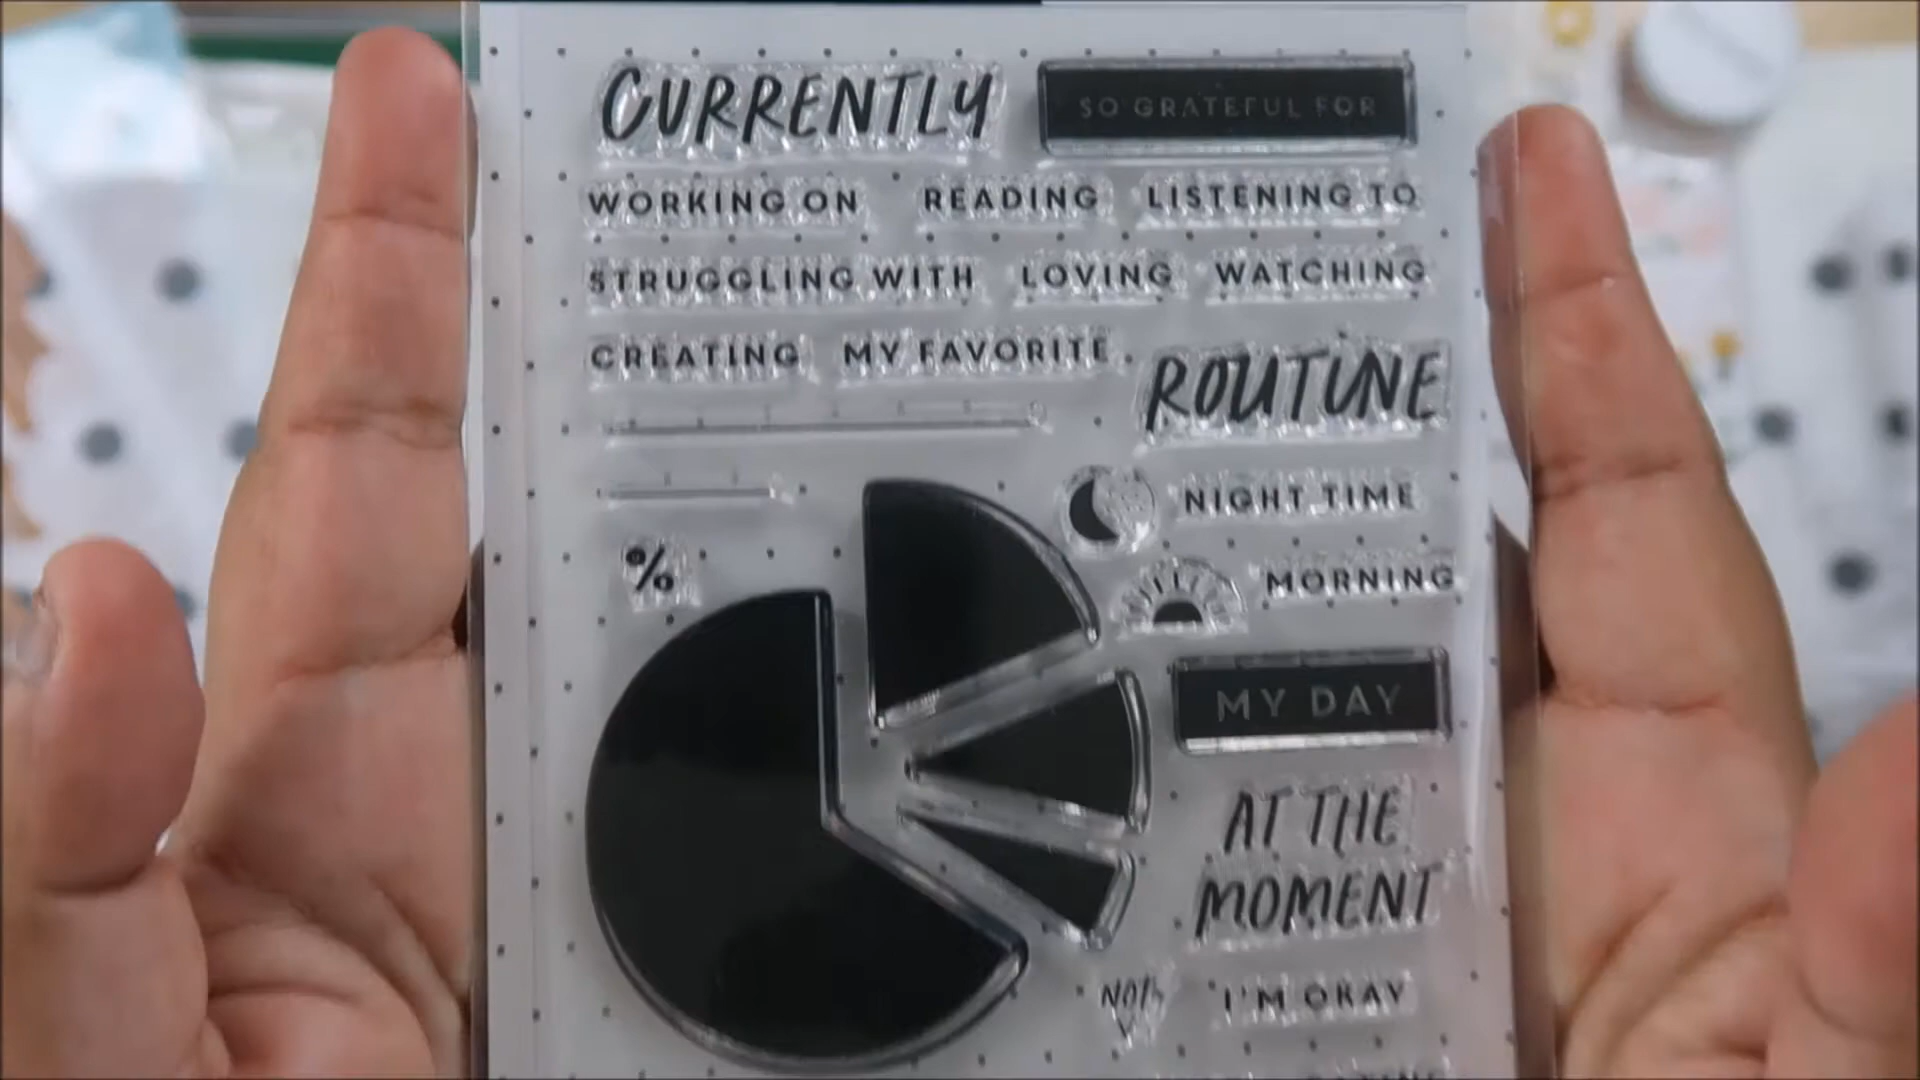 CURRENTLY
SO GRATEFUL FOR
WORKING ON READING LISTENING TO
STRUGGLING WITH LOVING WATCHING
CREATING MY FAVORITE
ROUTINE
NIGHT TIME
%
MORNING
MY DAY
AT THE
MOMENT
NOT
I'M OKAY